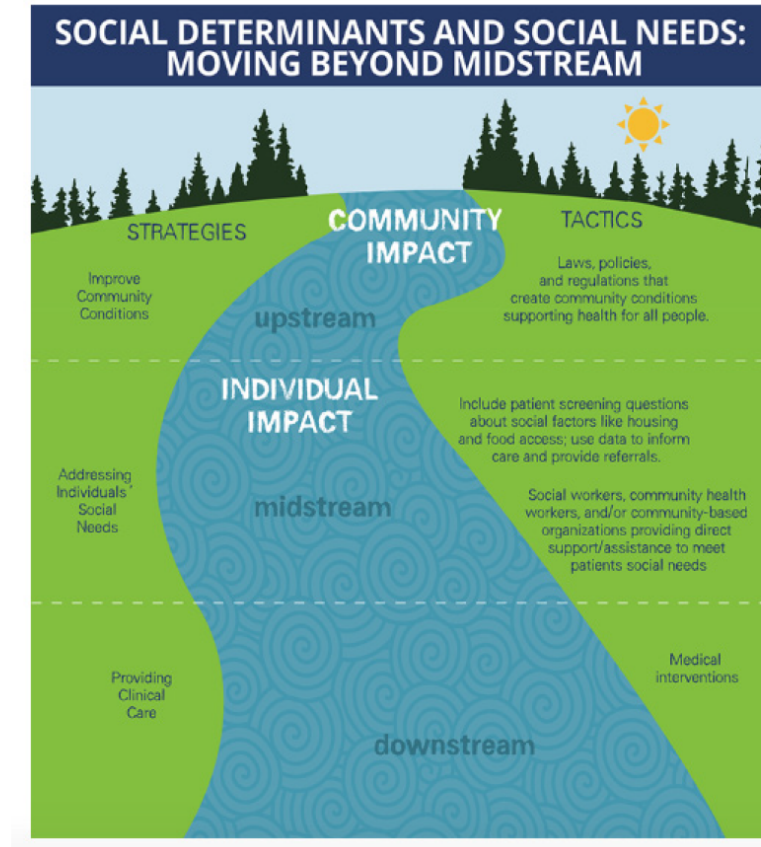 SOCIAL DETERMINANTS AND SOCIAL NEEDS:
MOVING BEYOND MIDSTREAM
STRATEGIES
COMMUNITY
IMPACT
TACTICS
Improve
Community
Conditions
upstream
Laws, policies,
and regulations that
create community conditions
supporting health for all people.
INDIVIDUAL
IMPACT
Addressing
Individuals'
Social
Needs
midstream
Include patient screening questions
about social factors like housing
and food access; use data to inform
care and provide referrals.
Social workers, community health
workers, and/or community-based
organizations providing direct
support/assistance to meet
patients social needs
Providing
Clinical
Care
downstream
Medical
interventions